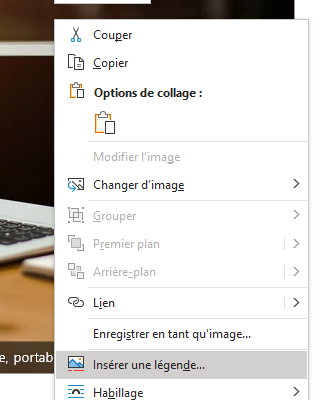 Couper
Copier
Options de collage :
Modifier l'image
Changer d'image
Grouper
Premier plan
Arrière-plan
Lien
Enregistrer en tant qu'image...
e, portab
Insérer une légende...
Habillage